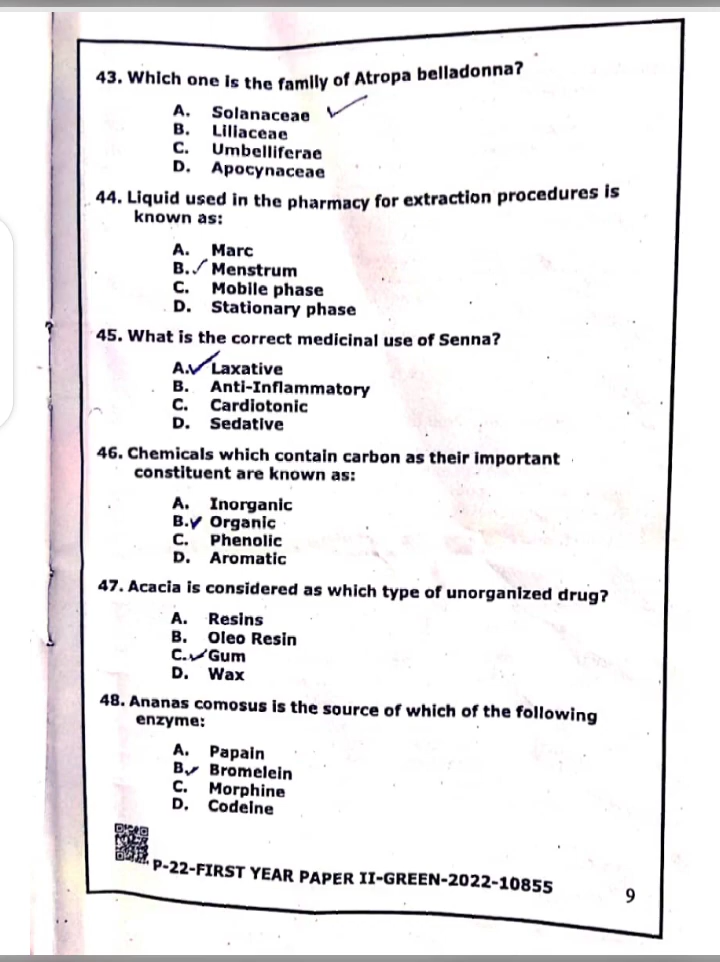 43. Which one is the family of Atropa belladonna?
A. Solanaceae
B. Liliaceae
C. Umbelliferae
D. Apocynaceae
44. Liquid used in the pharmacy for extraction procedures is
known as:
A. Marc
B. Menstrum
C. Mobile phase
D. Stationary phase
45. What is the correct medicinal use of Senna?
A. Laxative
B. Anti-Inflammatory
C. Cardiotonic
D. Sedative
46. Chemicals which contain carbon as their important
constituent are known as:
A. Inorganic
B. Organic
C. Phenolic
D. Aromatic
47. Acacia is considered as which type of unorganized drug?
A. Resins
B. Oleo Resin
C. Gum
D. Wax
48. Ananas comosus is the source of which of the following
enzyme:
A. Papain
B. Bromelein
C. Morphine
D. Codeine
P-22-FIRST YEAR PAPER II-GREEN-2022-10855
9